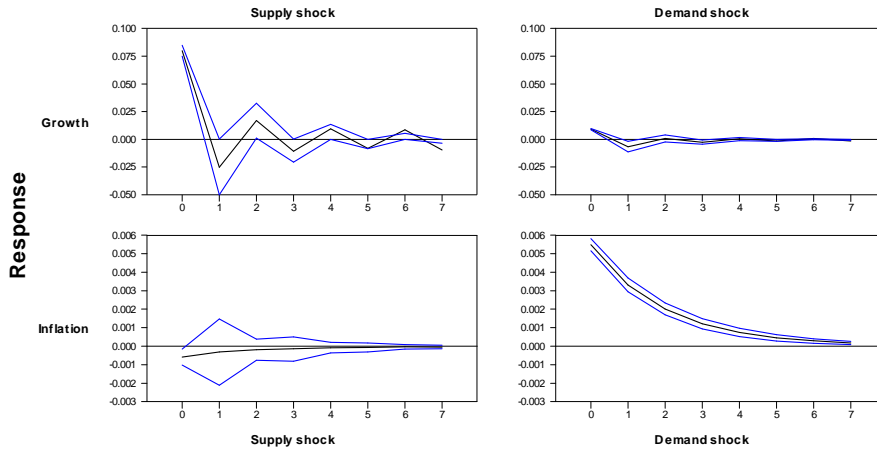 Supply shock Demand shock
0.100 0.100
0.075 0.075
0.050 0.050
0.025 0.025
Growth 0.000 0.000
-0.025 -0.025
-0.050 -0.050
0 1 2 3 4 5 6 7 0 1 2 3 4 5 6 7
Response
0.006 0.006
0.005 0.005
0.004 0.004
0.003 0.003
0.002 0.002
0.001 0.001
Inflation 0.000 0.000
-0.001 -0.001
-0.002 -0.002
-0.003 -0.003
0 1 2 3 4 5 6 7 0 1 2 3 4 5 6 7
Supply shock Demand shock